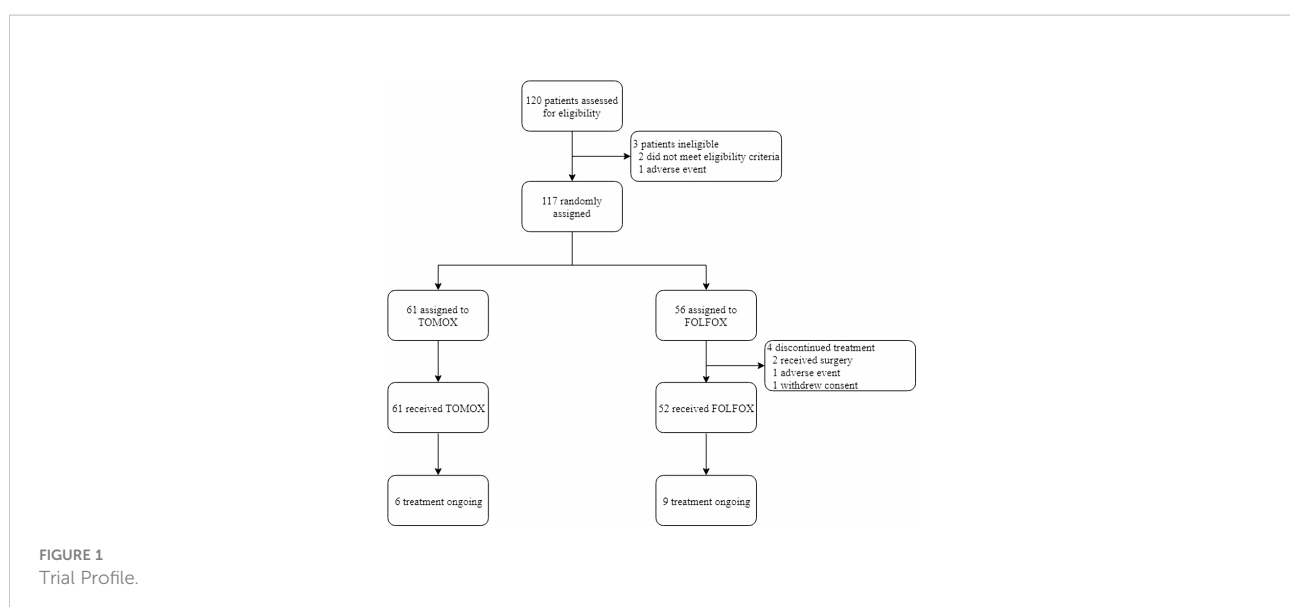 120 patients assessed
for eligibility
3 patients ineligible
2 did not meet eligibility criteria
1 adverse event
117 randomly
assigned
61 assigned to
TOMOX
56 assigned to
FOLFOX
4 discontinued treatment
2 received surgery
1 adverse event
1 withdrew consent
61 received TOMOX
52 received FOLFOX
6 treatment ongoing
9 treatment ongoing
FIGURE 1
Trial Profile.